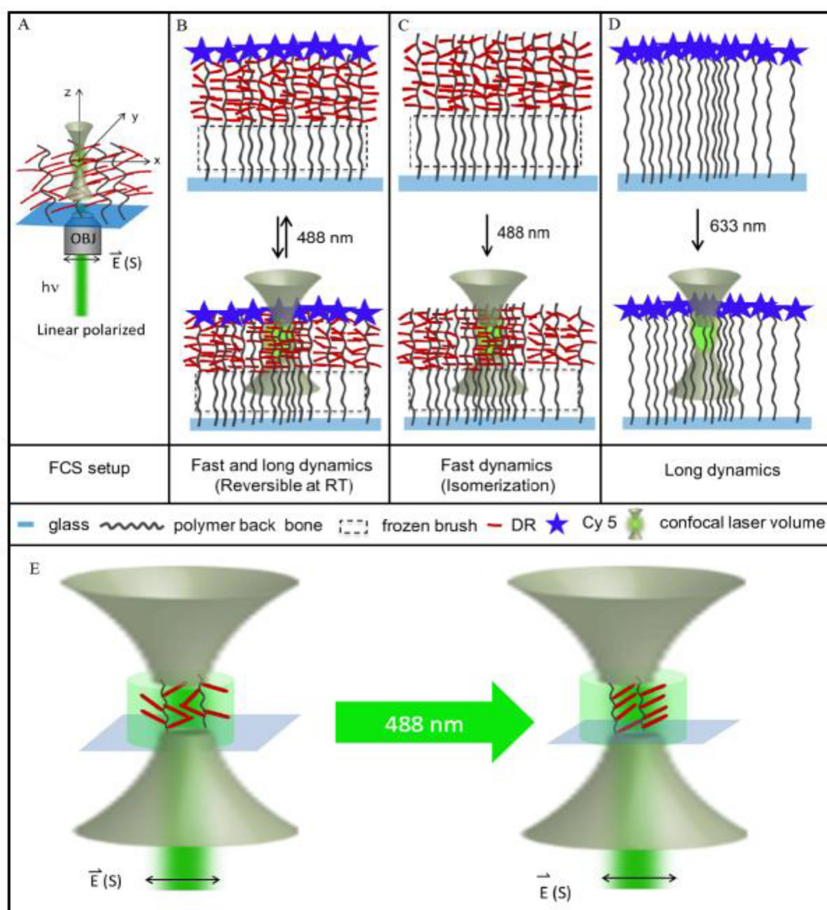 A
z
y
x
OBJ
E (S)
hν
Linear polarized
B
488 nm
C
488 nm
D
633 nm
FCS setup
Fast and long dynamics
(Reversible at RT)
Fast dynamics
(Isomerization)
Long dynamics
glass polymer back bone frozen brush DR Cy 5 confocal laser volume
E
488 nm
E (S)
E (S)